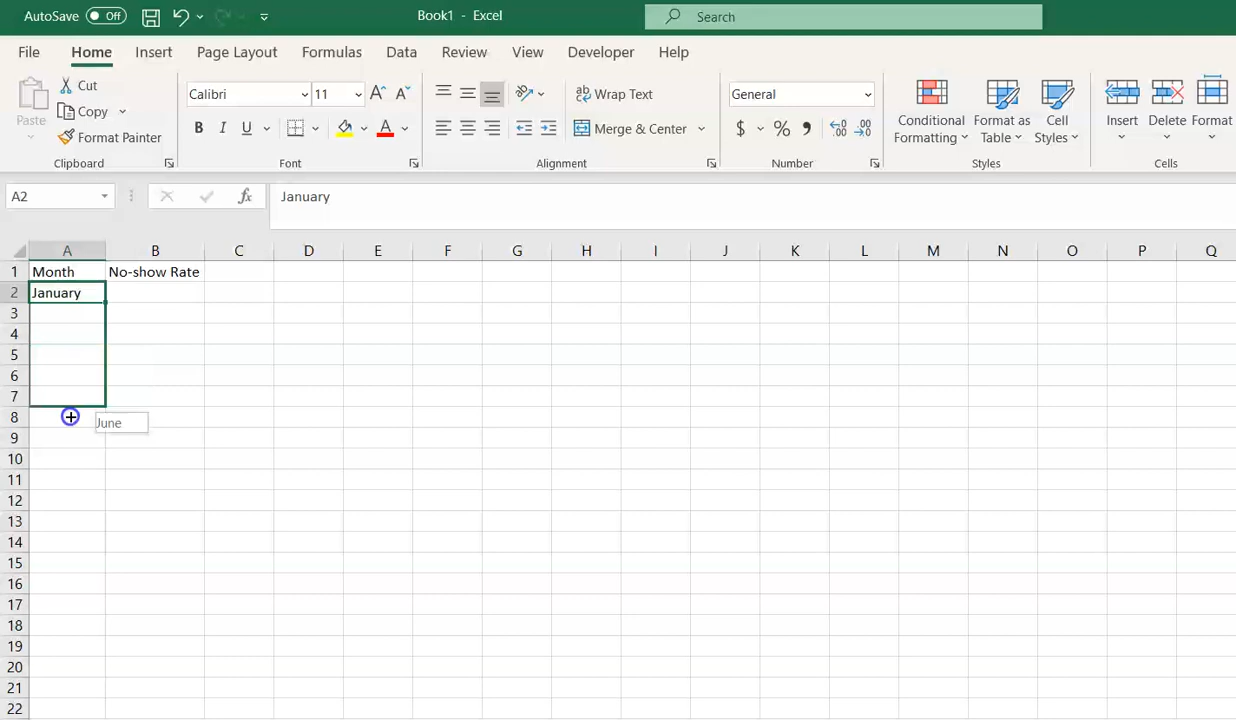 AutoSave Off Book1 - Excel Search
File Home Insert Page Layout Formulas Data Review View Developer Help
Paste
Cut
Copy
Format Painter
Clipboard
Calibri 11
B I U A
Font
Wrap Text
Merge & Center
Alignment
General
$ % ,
Number
Conditional
Formatting
Format as
Table
Cell
Styles
Styles
Insert Delete Format
Cells
A2 fx January
A B C D E F G H I J K L M N O P Q
1 Month No-show Rate
2 January
3
4
5
6
7
8 June
9
10
11
12
13
14
15
16
17
18
19
20
21
22